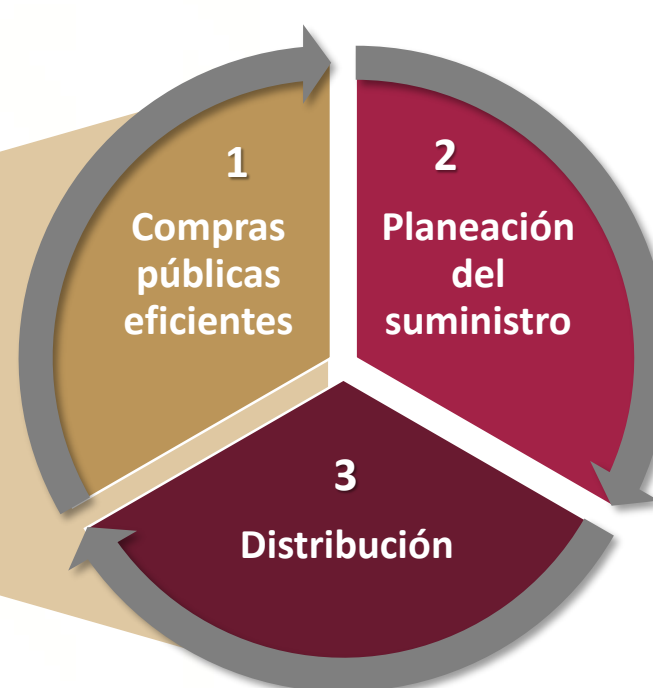 1
Compras
públicas
eficientes
2
Planeación
del
suministro
3
Distribución